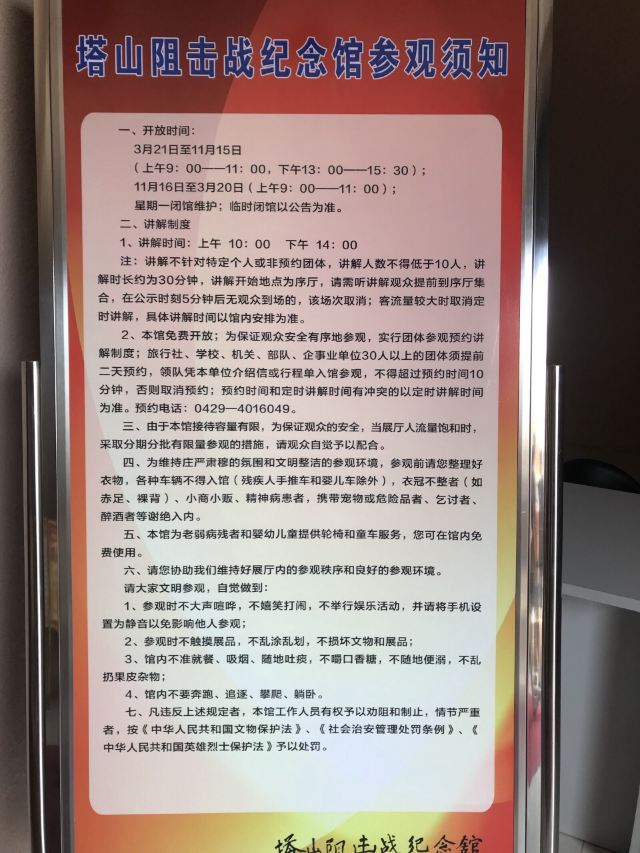 塔山阻击战纪念馆参观须知
一、开放时间：
3月21日至11月15日
（上午9：00——11：00，下午13：00——15：30）；
11月16日至3月20日（上午9：00——11：00）；
星期一闭馆维护；临时闭馆以公告为准。
二、讲解制度
1、讲解时间：上午 10：00 下午 14：00
注：讲解不针对特定个人或非预约团体，讲解人数不得低于10人，讲
解时长约为30分钟，讲解开始地点为序厅，请需听讲解观众提前到序厅集
合，在公示时刻5分钟后无观众到场的，该场次取消；客流量较大时取消定
时讲解，具体讲解时间以馆内安排为准。
2、本馆免费开放；为保证观众安全有序地参观，实行团体参观预约讲
解制度；旅行社、学校、机关、部队、企事业单位30人以上的团体须提前
二天预约，领队凭本单位介绍信或行程单入馆参观，不得超过预约时间10
分钟，否则取消预约；预约时间和定时讲解时间有冲突的以定时讲解时间
为准。预约电话：0429—4016049。
三、由于本馆接待容量有限，为保证观众的安全，当展厅人流量饱和时，
采取分期分批有限量参观的措施，请观众自觉予以配合。
四、为维持庄严肃穆的氛围和文明整洁的参观环境，参观前请您整理好
衣物，各种车辆不得入馆（残疾人手推车和婴儿车除外），衣冠不整者（如
赤足、裸背）、小商小贩、精神病患者，携带宠物或危险品者、乞讨者、
醉酒者等谢绝入内。
五、本馆为老弱病残者和婴幼儿童提供轮椅和童车服务，您可在馆内免
费使用。
六、请您协助我们维持好展厅内的参观秩序和良好的参观环境。
请大家文明参观，自觉做到：
1、参观时不大声喧哗，不嬉笑打闹，不举行娱乐活动，并请将手机设
置为静音以免影响他人参观；
2、参观时不触摸展品，不乱涂乱划，不损坏文物和展品；
3、馆内不准就餐、吸烟、随地吐痰，不嚼口香糖，不随地便溺，不乱
扔果皮杂物；
4、馆内不要奔跑、追逐、攀爬、躺卧。
七、凡违反上述规定者，本馆工作人员有权予以劝阻和制止，情节严重
者，按《中华人民共和国文物保护法》、《社会治安管理处罚条例》、《
中华人民共和国英雄烈士保护法》予以处罚。
塔山阻击战纪念馆